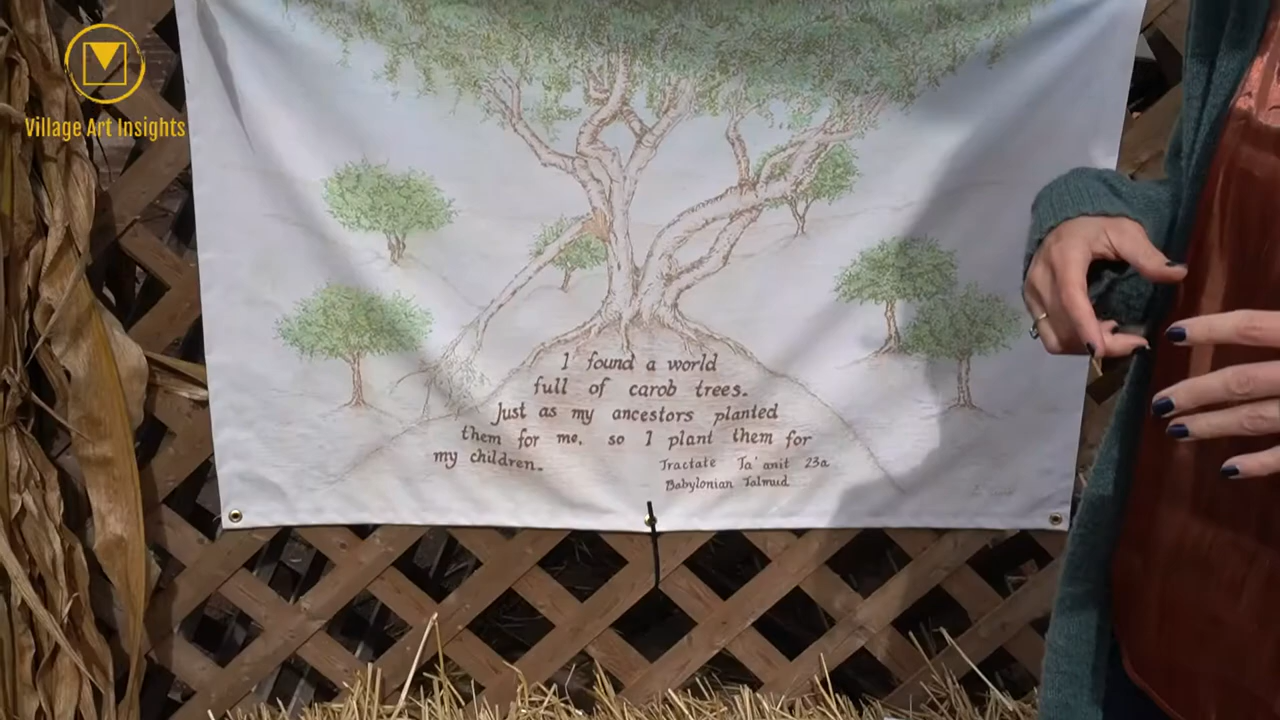 Village Art Insights
I found a world
full of carob trees.
Just as my ancestors planted
them for me, so I plant them for
my children.
Tractate Ta'anit 23a
Babylonian Talmud